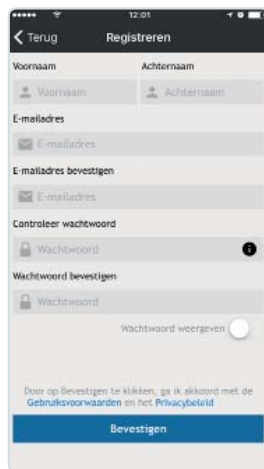 12:01
Terug Registreren
Voornaam Achternaam
Voornaam Achternaam
E-mailadres
E-mailadres
E-mailadres bevestigen
E-mailadres
Controleer wachtwoord
Wachtwoord
Wachtwoord bevestigen
Wachtwoord
Wachtwoord weergeven
Door op Bevestigen te klikken, ga ik akkoord met de
Gebruiksvoorwaarden en het Privacybeleid
Bevestigen